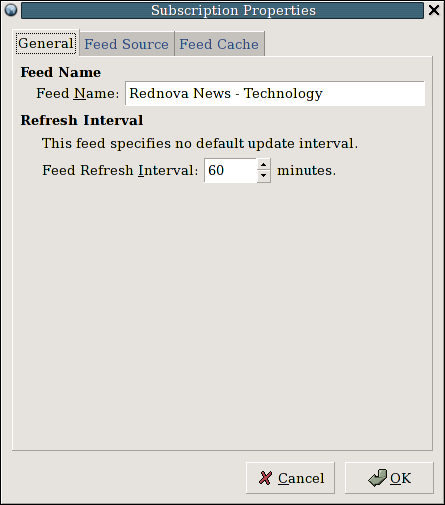 Subscription Properties
General Feed Source Feed Cache
Feed Name
Feed Name: Rednova News - Technology
Refresh Interval
This feed specifies no default update interval.
Feed Refresh Interval: 60 minutes.
Cancel OK